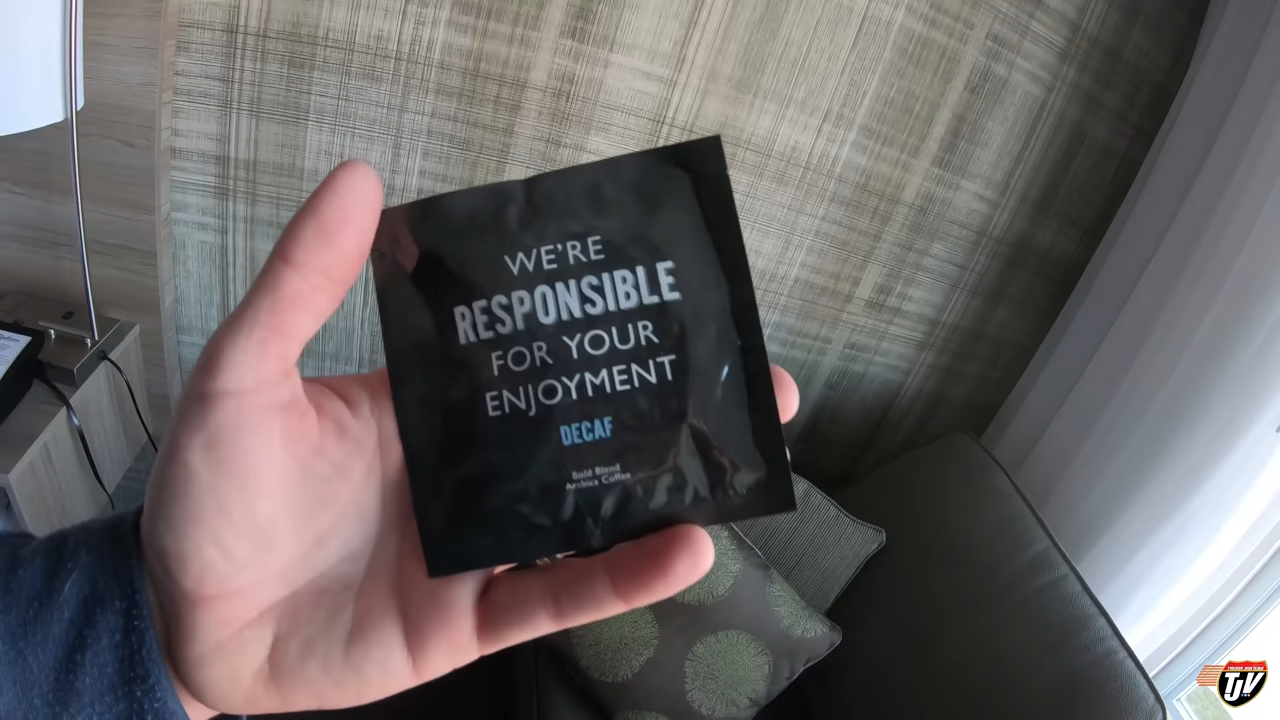 WE'RE
RESPONSIBLE
FOR YOUR
ENJOYMENT
DECAF
Bold Blend
Arabica Coffee
TJV